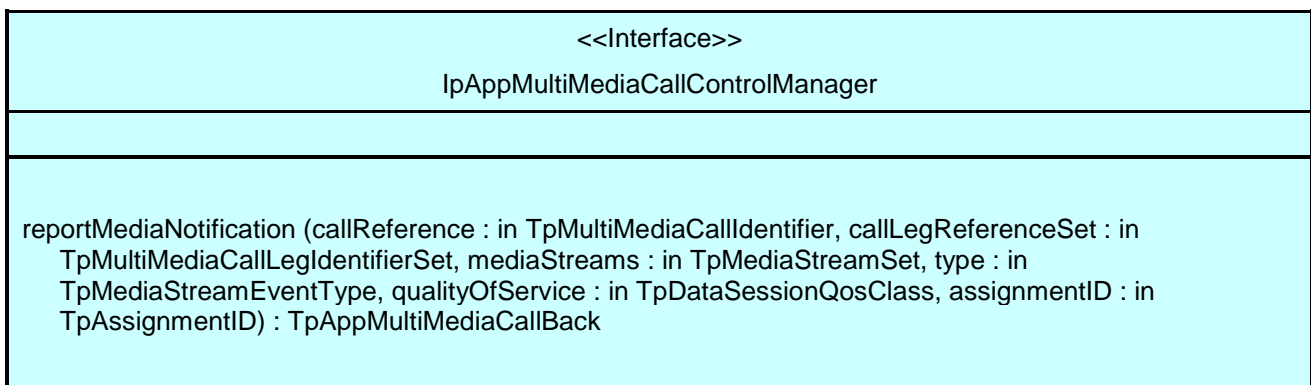 <<Interface>>
IpAppMultiMediaCallControlManager
reportMediaNotification (callReference : in TpMultiMediaCallIdentifier, callLegReferenceSet : in
TpMultiMediaCallLegIdentifierSet, mediaStreams : in TpMediaStreamSet, type : in
TpMediaStreamEventType, qualityOfService : in TpDataSessionQosClass, assignmentID : in
TpAssignmentID) : TpAppMultiMediaCallBack